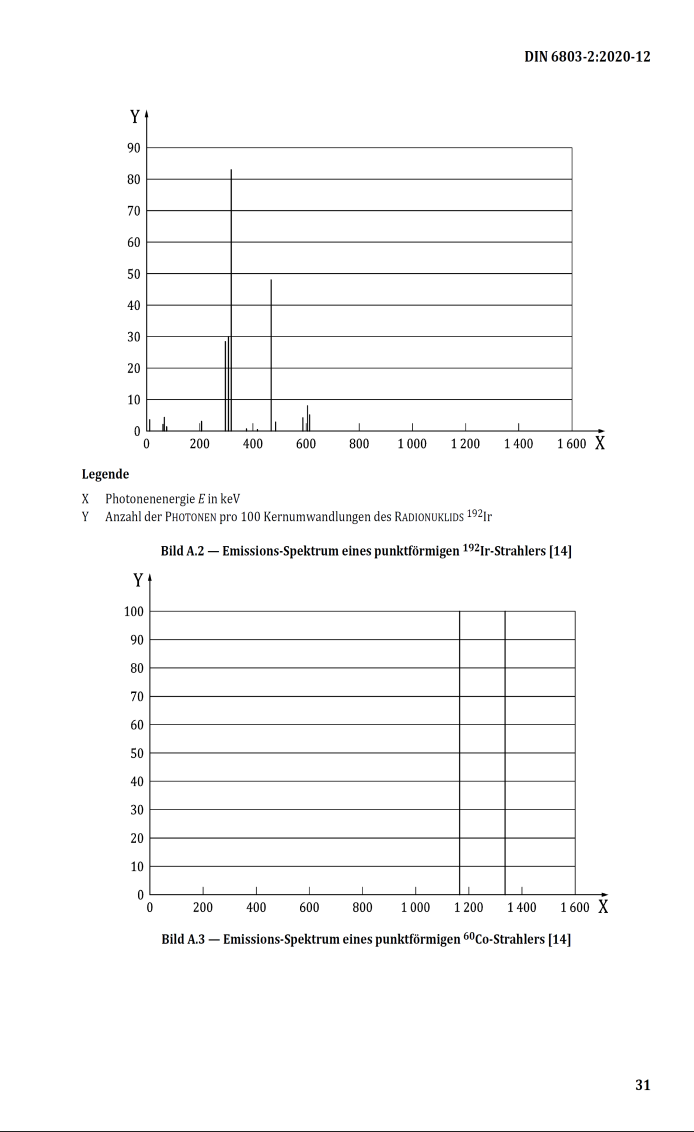 DIN 6803-2:2020-12
Y
90
80
70
60
50
40
30
20
10
0
0 200 400 600 800 1 000 1 200 1 400 1 600 X
Legende
X Photonenenergie E in keV
Y Anzahl der PHOTONEN pro 100 Kernumwandlungen des RADIONUKLIDS ¹⁹²Ir
Bild A.2 — Emissions-Spektrum eines punktförmigen ¹⁹²Ir-Strahlers [14]
Y
100
90
80
70
60
50
40
30
20
10
0
0 200 400 600 800 1 000 1 200 1 400 1 600 X
Bild A.3 — Emissions-Spektrum eines punktförmigen ⁶⁰Co-Strahlers [14]
31